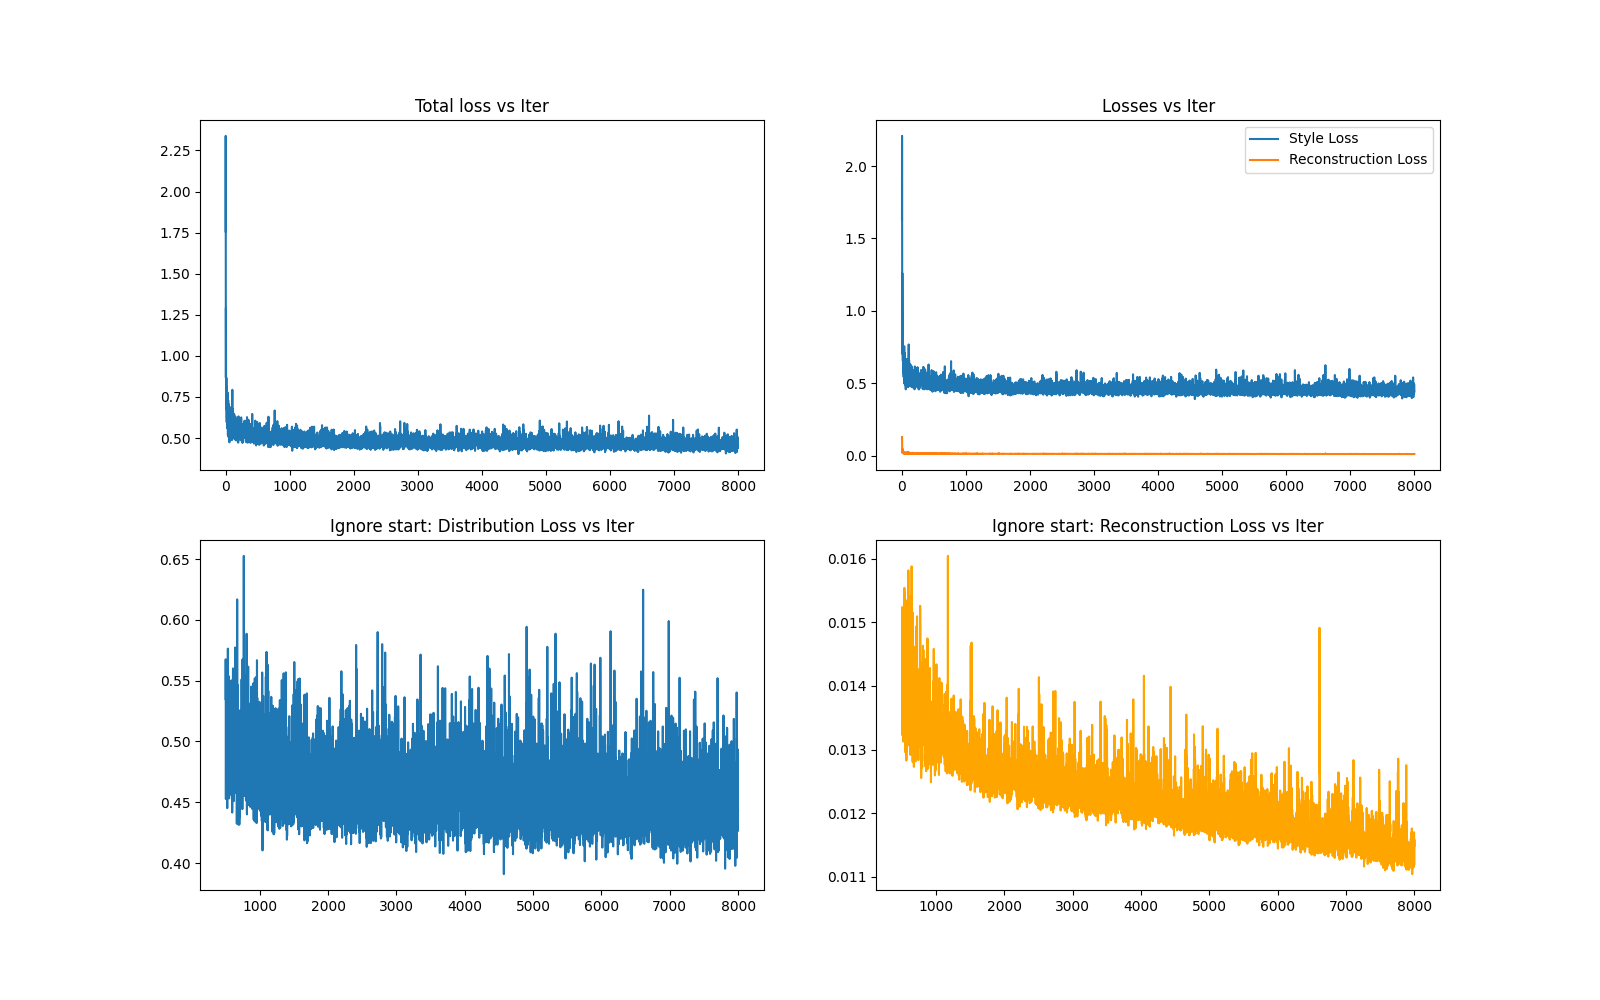 Total loss vs Iter
2.25
2.00
1.75
1.50
1.25
1.00
0.75
0.50
0 1000 2000 3000 4000 5000 6000 7000 8000
Losses vs Iter
Style Loss
Reconstruction Loss
2.0
1.5
1.0
0.5
0.0
0 1000 2000 3000 4000 5000 6000 7000 8000
Ignore start: Distribution Loss vs Iter
0.65
0.60
0.55
0.50
0.45
0.40
1000 2000 3000 4000 5000 6000 7000 8000
Ignore start: Reconstruction Loss vs Iter
0.016
0.015
0.014
0.013
0.012
0.011
1000 2000 3000 4000 5000 6000 7000 8000